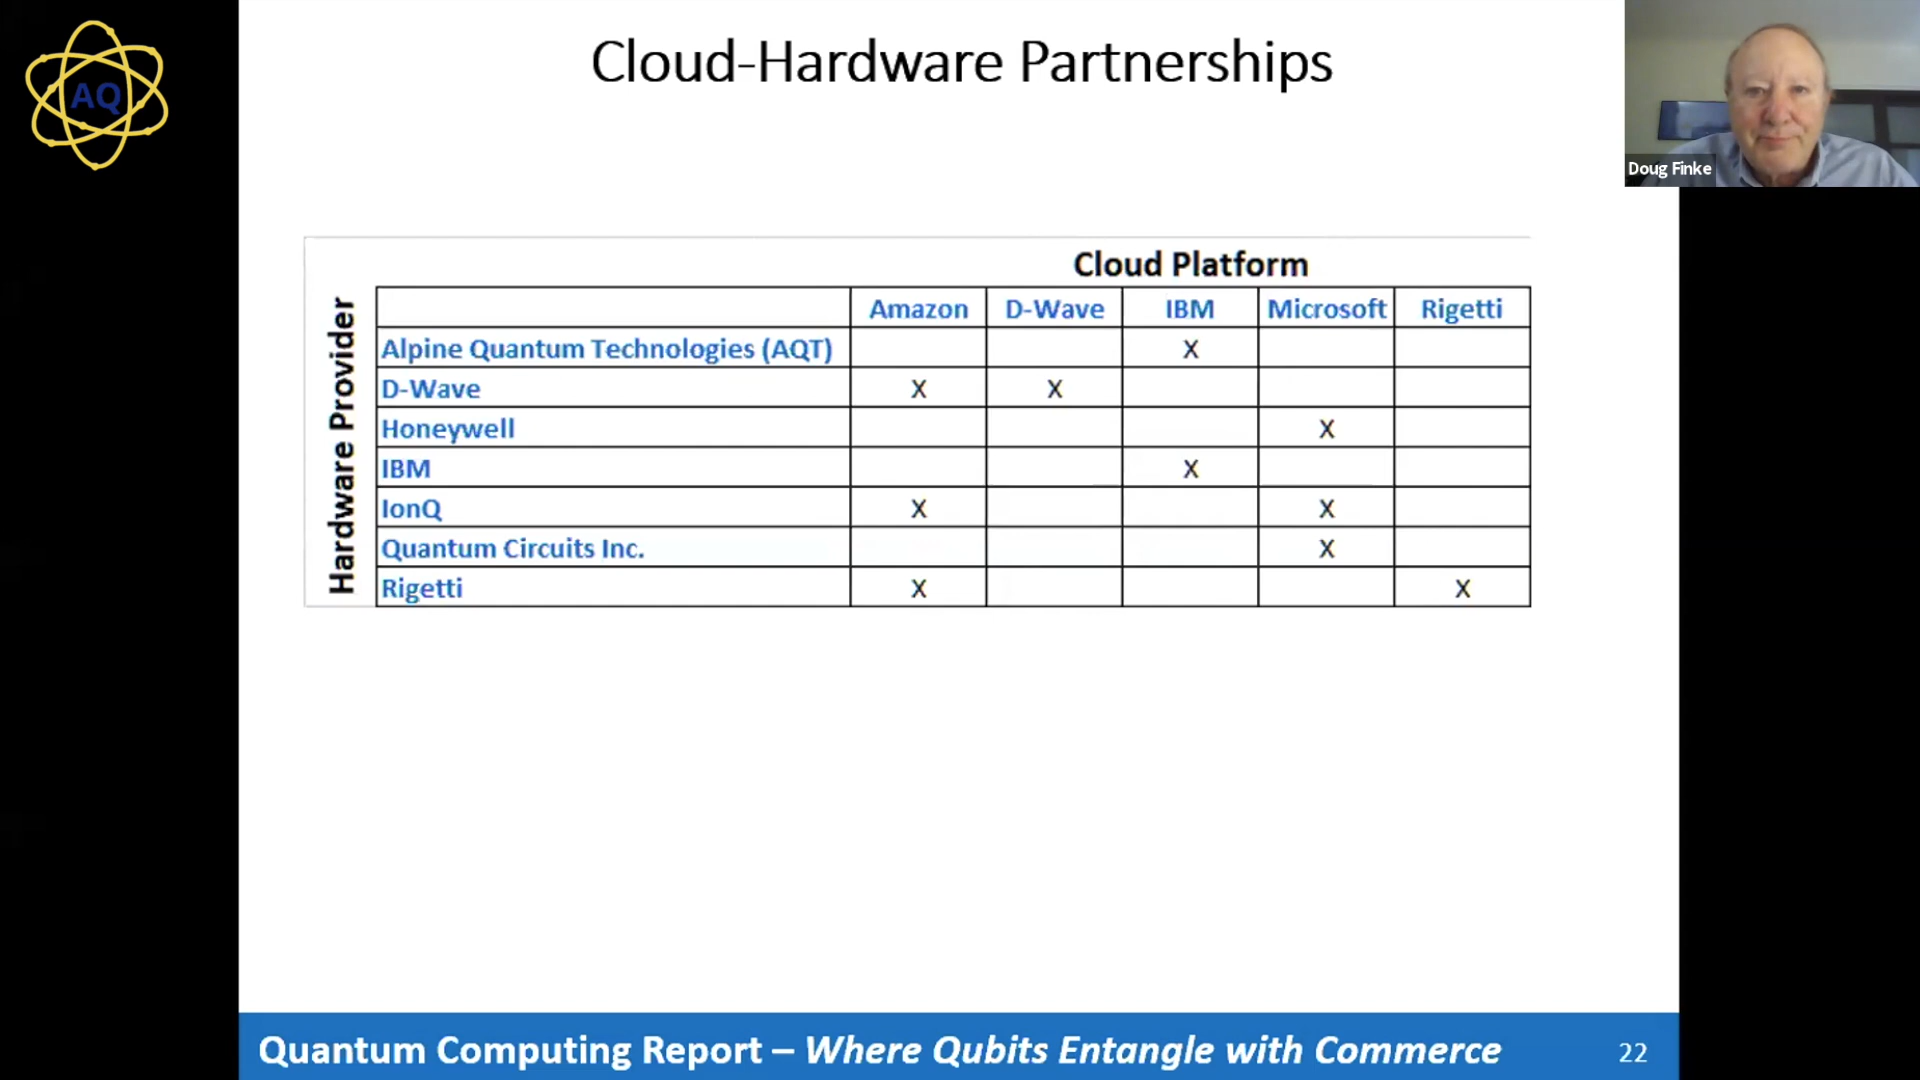 AQ
Cloud-Hardware Partnerships
Doug Finke
Cloud Platform
Hardware Provider
Amazon D-Wave IBM Microsoft Rigetti
Alpine Quantum Technologies (AQT) X
D-Wave X X
Honeywell X
IBM X
IonQ X X
Quantum Circuits Inc. X
Rigetti X X
Quantum Computing Report – Where Qubits Entangle with Commerce 22